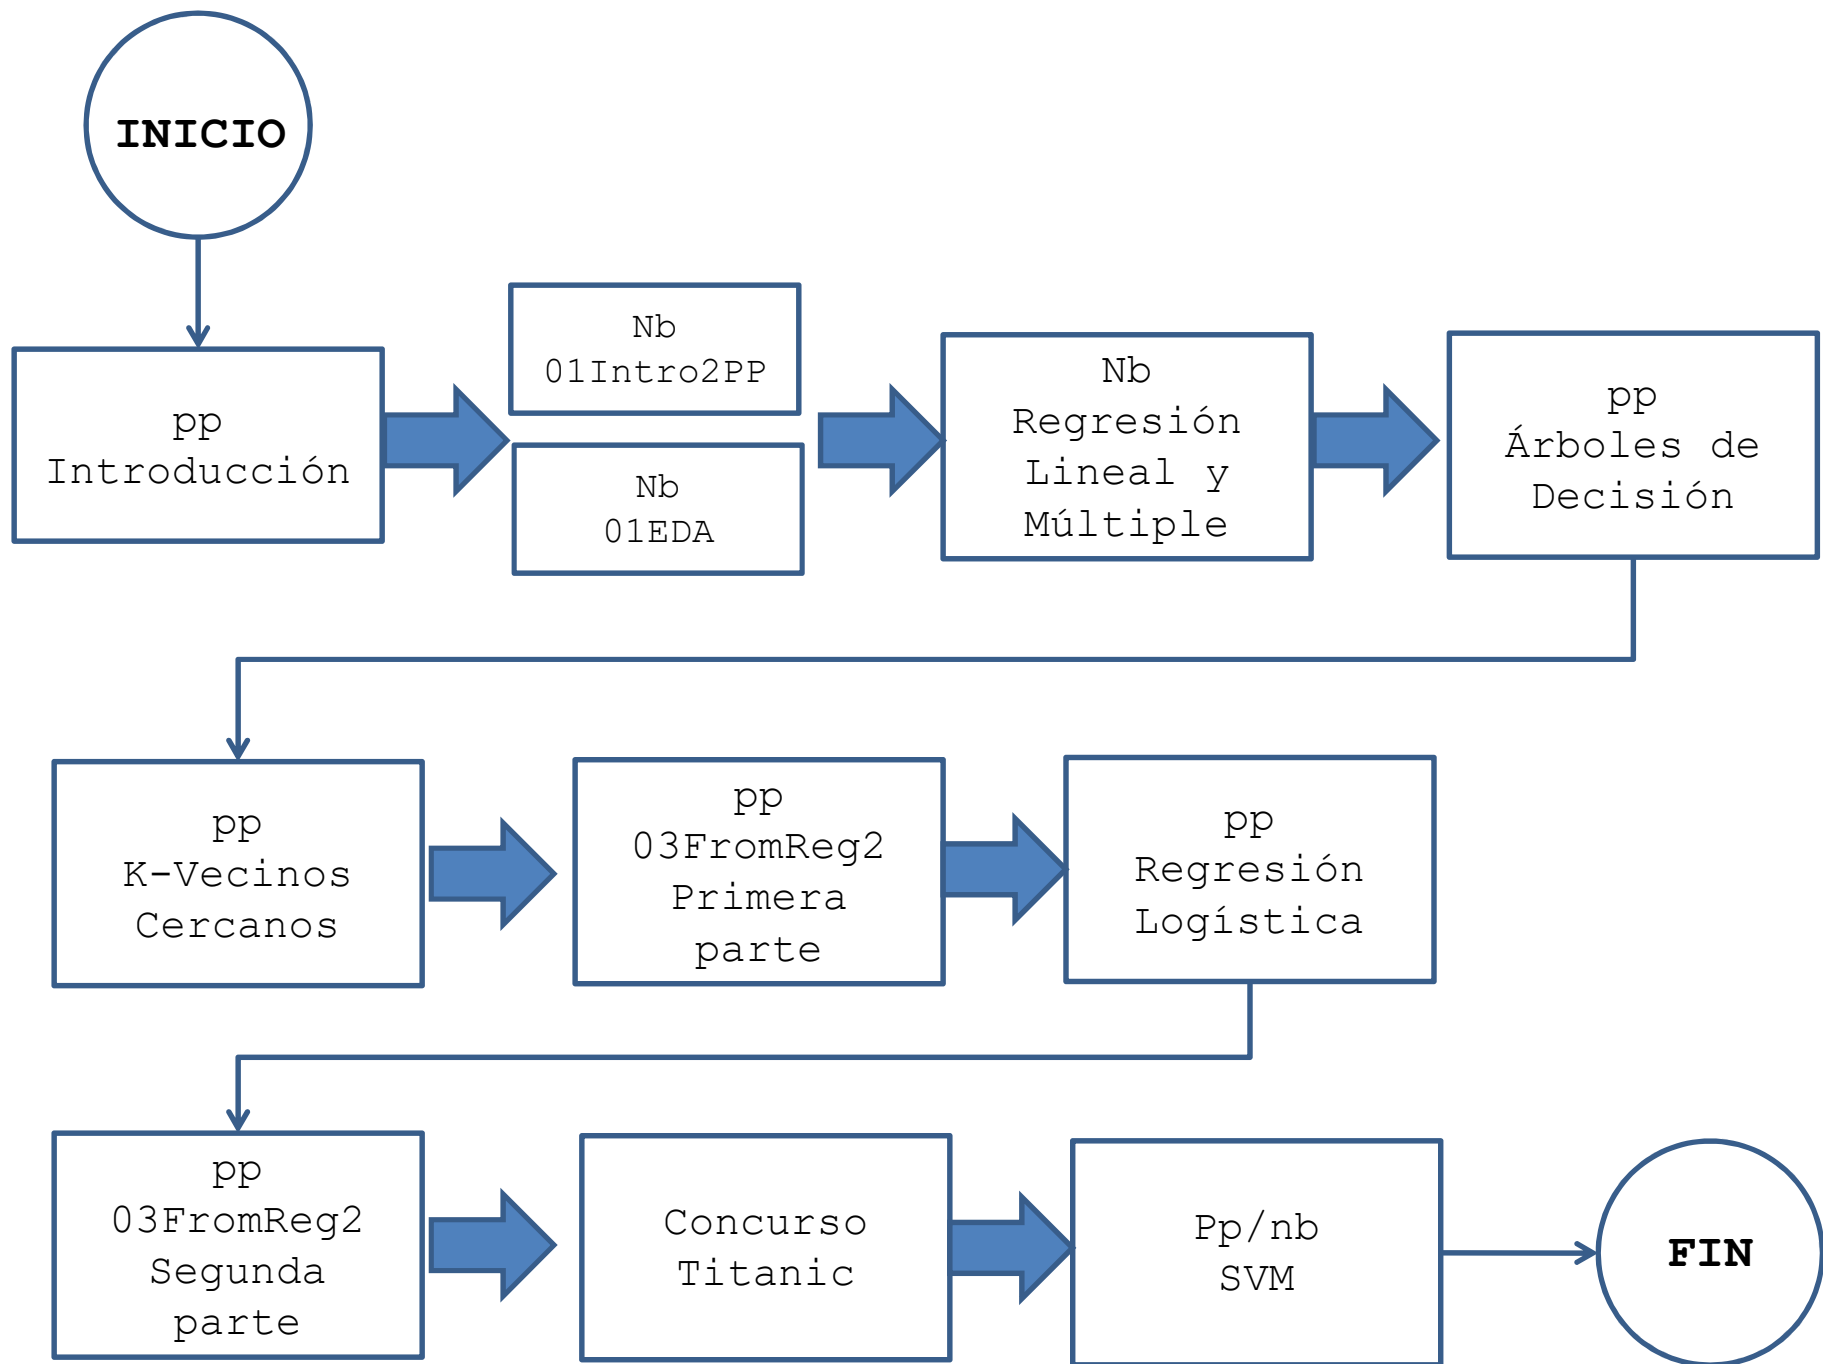 INICIO
pp
Introducción
Nb
01Intro2PP
Nb
01EDA
Nb
Regresión
Lineal y
Múltiple
pp
Árboles de
Decisión
pp
K-Vecinos
Cercanos
pp
03FromReg2
Primera
parte
pp
Regresión
Logística
pp
03FromReg2
Segunda
parte
Concurso
Titanic
Pp/nb
SVM
FIN